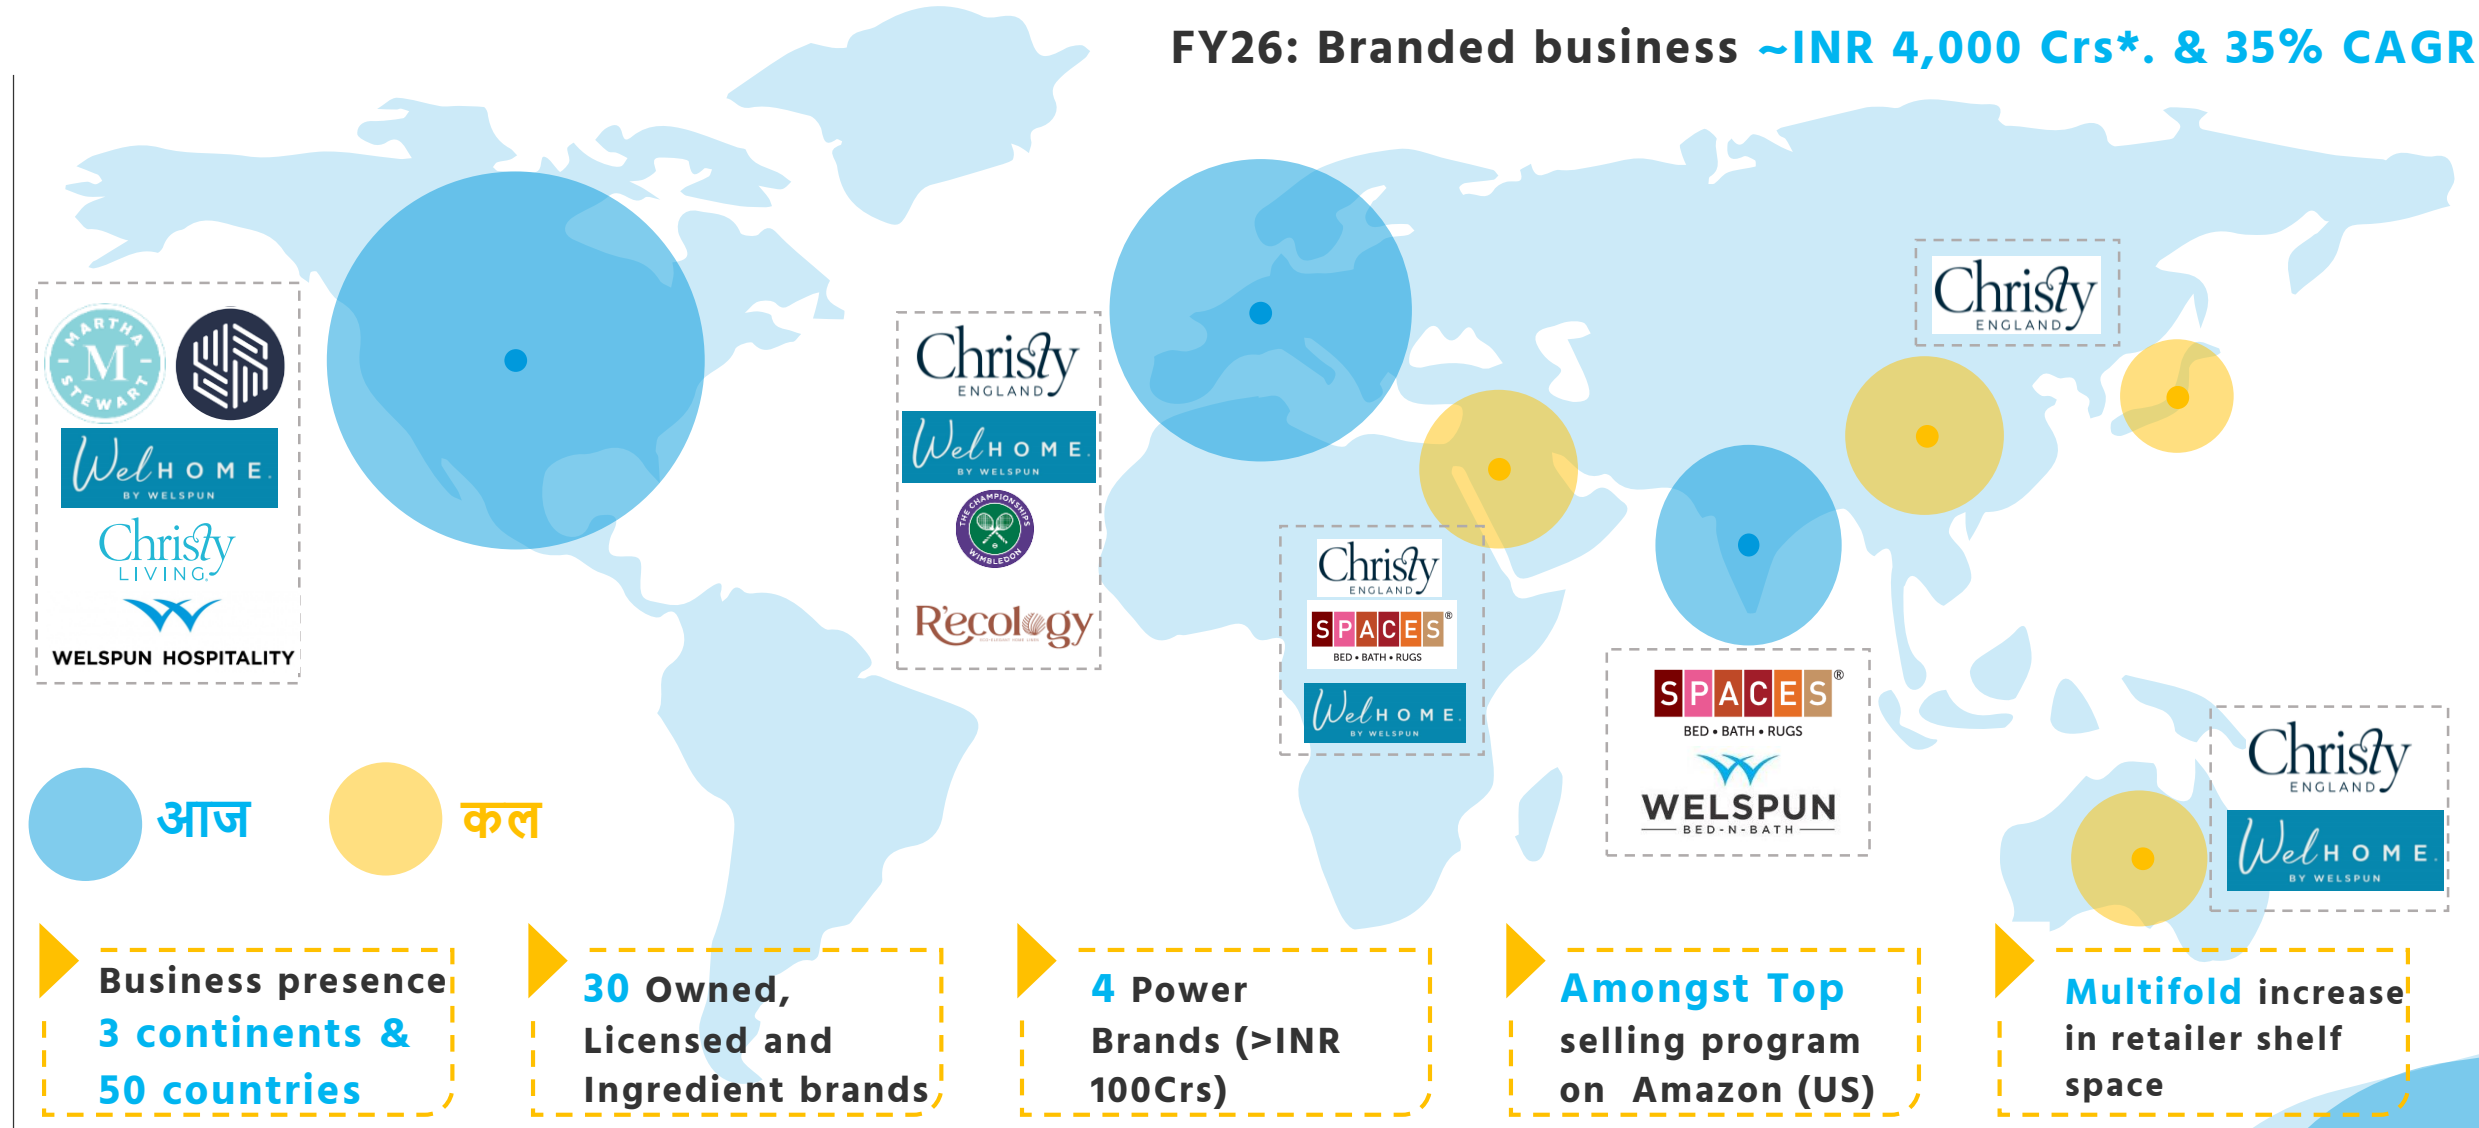 FY26: Branded business ~INR 4,000 Crs*. & 35% CAGR
MARTHA
M
STEWART
WelHOME.
BY WELSPUN
Christy
LIVING.
WELSPUN HOSPITALITY
Christy
ENGLAND
WelHOME.
BY WELSPUN
THE CHAMPIONSHIPS
WIMBLEDON
R'ecology
Christy
ENGLAND
SPACES®
BED • BATH • RUGS
WelHOME.
BY WELSPUN
SPACES®
BED • BATH • RUGS
WELSPUN
BED-N-BATH
Christy
ENGLAND
Christy
ENGLAND
WelHOME.
BY WELSPUN
आज
कल
Business presence
3 continents &
50 countries
30 Owned,
Licensed and
Ingredient brands
4 Power
Brands (>INR
100Crs)
Amongst Top
selling program
on Amazon (US)
Multifold increase
in retailer shelf
space